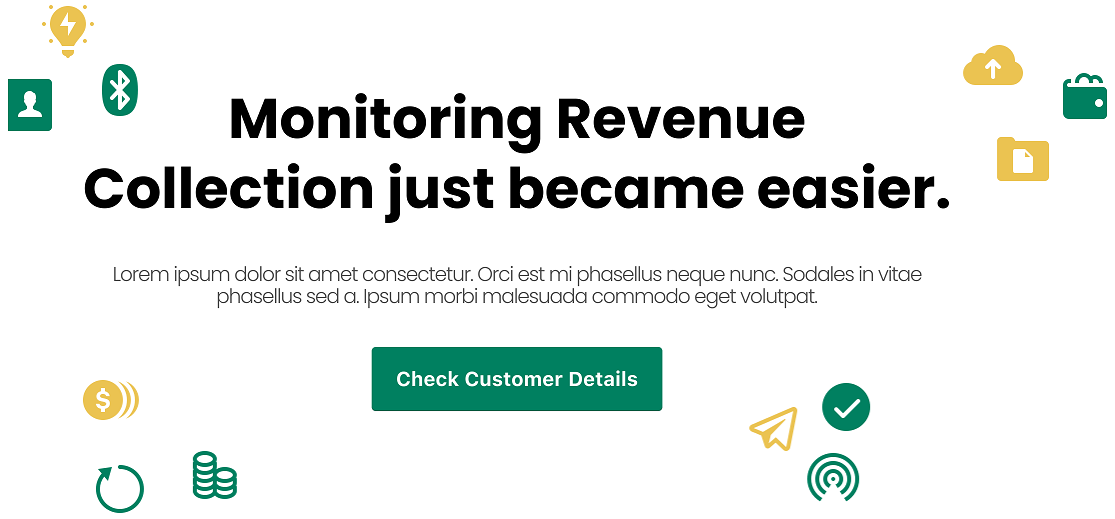 Monitoring Revenue
Collection just became easier.
Lorem ipsum dolor sit amet consectetur. Orci est mi phasellus neque nunc. Sodales in vitae
phasellus sed a. Ipsum morbi malesuada commodo eget volutpat.
Check Customer Details
$